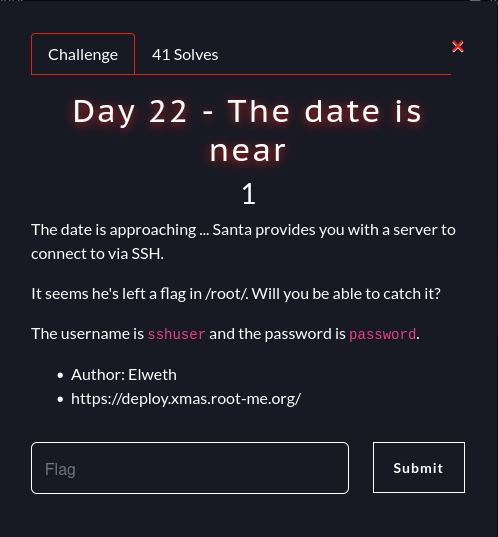 Challenge
41 Solves
Day 22 - The date is
near
1
The date is approaching ... Santa provides you with a server to
connect to via SSH.
It seems he's left a flag in /root/. Will you be able to catch it?
The username is sshuser and the password is password.
• Author: Elweth
• https://deploy.xmas.root-me.org/
Flag
Submit